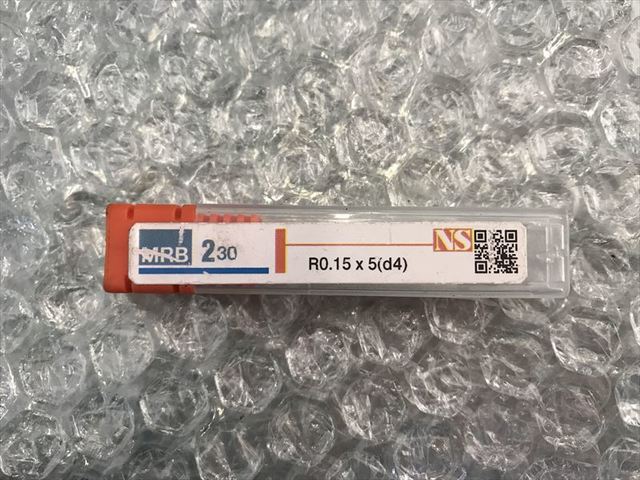 MRB 230
NS
R0.15 x 5(d4)